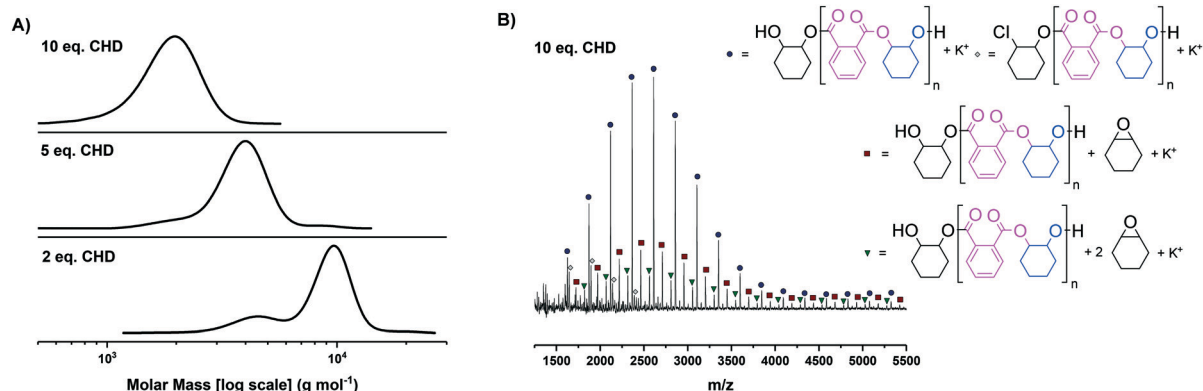 A)
10 eq. CHD
5 eq. CHD
2 eq. CHD
10³ 10⁴
Molar Mass [log scale] (g mol⁻¹)
B)
10 eq. CHD
= HO O O O O O H n + K⁺
= Cl O O O O O H n + K⁺
= HO O O O O O H n + O + K⁺
= HO O O O O O H n + 2 O + K⁺
1500 2000 2500 3000 3500 4000 4500 5000 5500
m/z